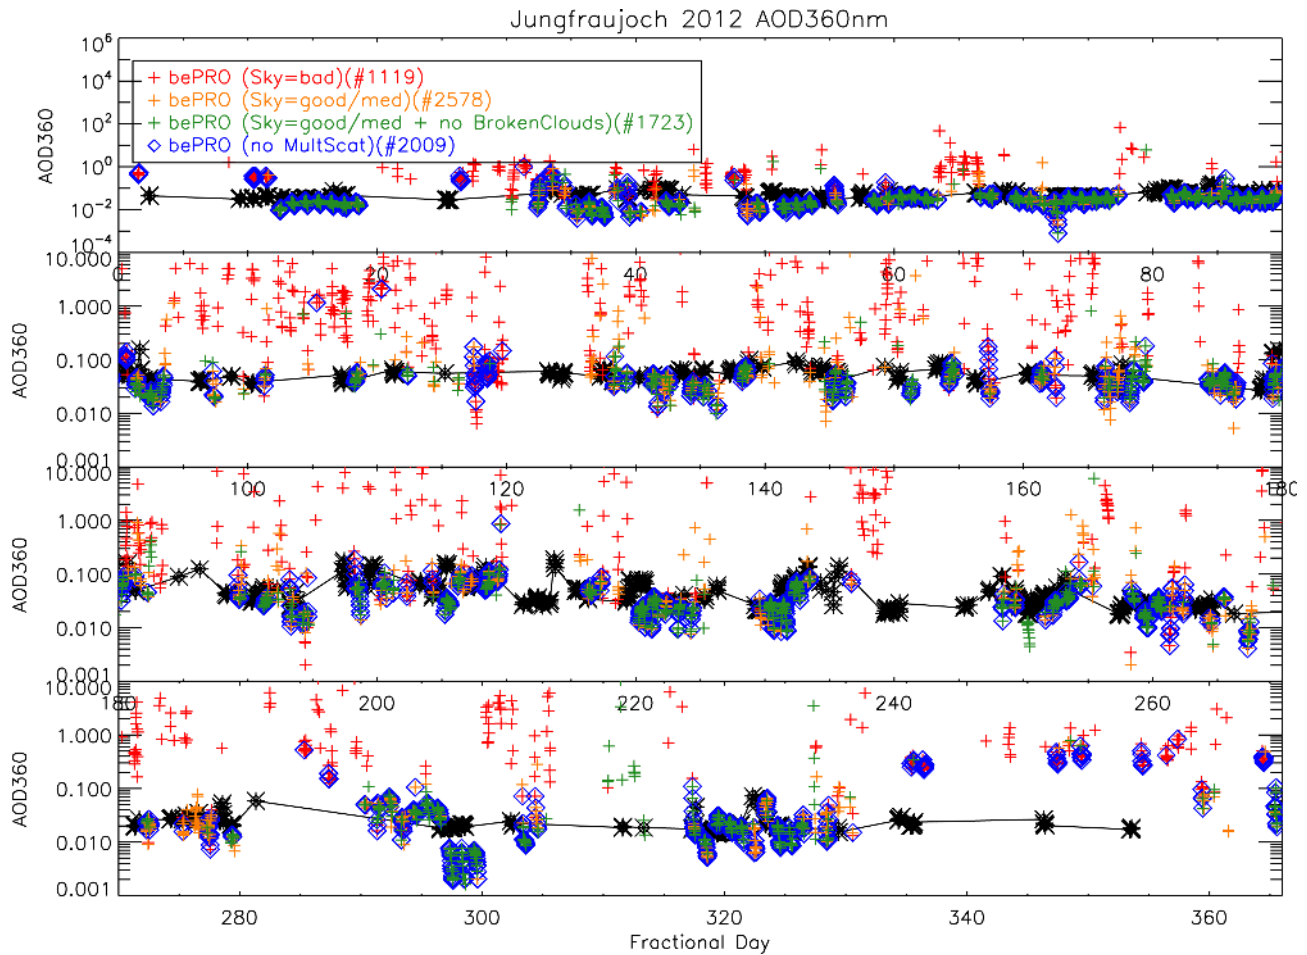 Jungfraujoch 2012 AOD360nm
10^6
10^4
10^2
10^0
10^-2
10^-4
AOD360
+ bePRO (Sky=bad)(#1119)
+ bePRO (Sky=good/med)(#2578)
+ bePRO (Sky=good/med + no BrokenClouds)(#1723)
◇ bePRO (no MultScat)(#2009)
0 20 40 60 80
10.000
1.000
0.100
0.010
0.001
AOD360
100 120 140 160 180
10.000
1.000
0.100
0.010
0.001
AOD360
180 200 220 240 260
10.000
1.000
0.100
0.010
0.001
AOD360
280 300 320 340 360
Fractional Day